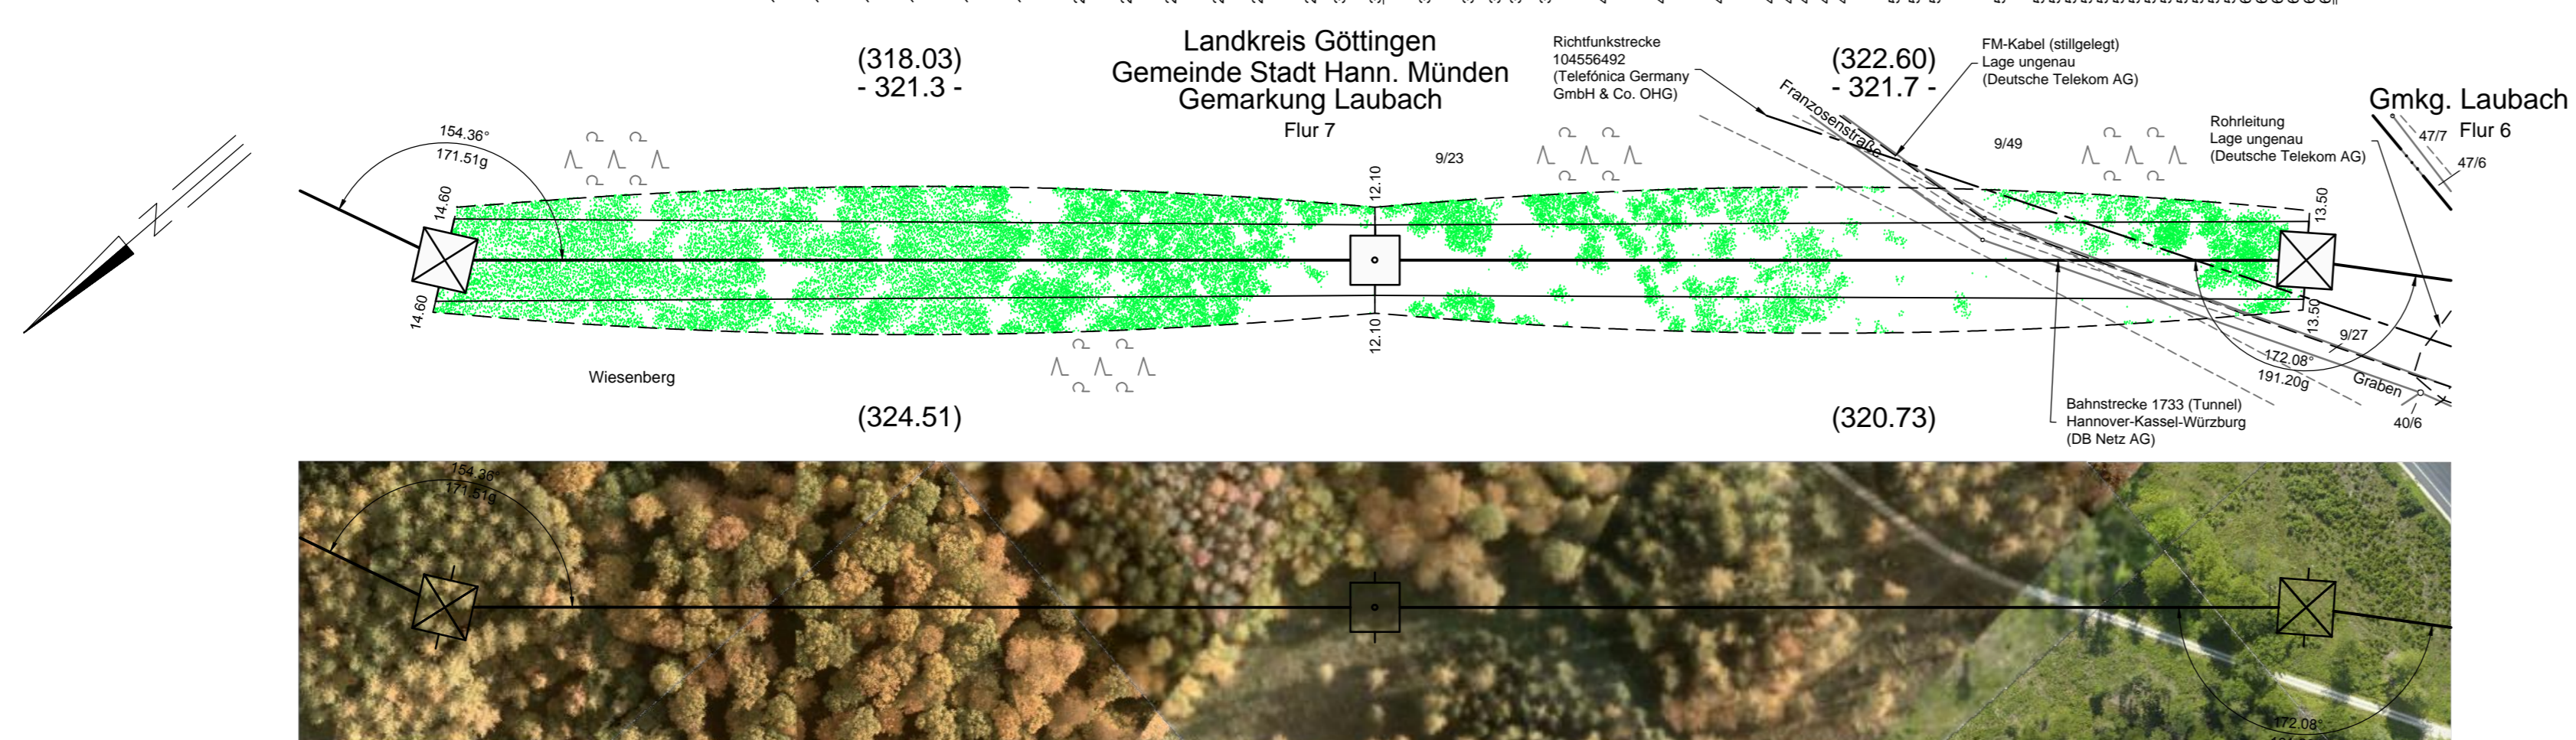 (318.03)
- 321.3 -
Landkreis Göttingen
Gemeinde Stadt Hann. Münden
Gemarkung Laubach
Flur 7
Richtfunkstrecke
104556492
(Telefónica Germany
GmbH & Co. OHG)
(322.60)
- 321.7 -
FM-Kabel (stillgelegt)
Lage ungenau
(Deutsche Telekom AG)
Gmkg. Laubach
Flur 6
47/7
47/6
Rohrleitung
Lage ungenau
(Deutsche Telekom AG)
Franzosenstraße
154.36°
171.51g
14.60
14.60
12.10
12.10
9/23
9/49
13.50
13.50
9/27
172.08°
191.20g
Graben
40/6
Wiesenberg
(324.51)
(320.73)
Bahnstrecke 1733 (Tunnel)
Hannover-Kassel-Würzburg
(DB Netz AG)
154.36°
171.51g
172.08°